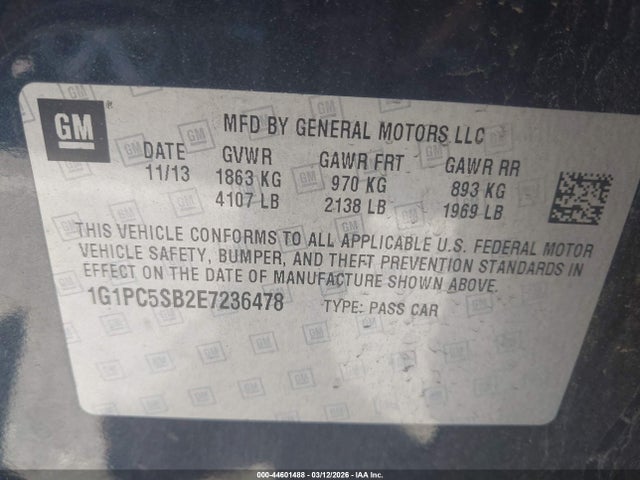 GM
MFD BY GENERAL MOTORS LLC
DATE GVWR GAWR FRT GAWR RR
11/13 1863 KG 970 KG 893 KG
4107 LB 2138 LB 1969 LB
THIS VEHICLE CONFORMS TO ALL APPLICABLE U.S. FEDERAL MOTOR
VEHICLE SAFETY, BUMPER, AND THEFT PREVENTION STANDARDS IN
EFFECT ON THE DATE OF MANUFACTURE SHOWN ABOVE.
1G1PC5SB2E7236478 TYPE: PASS CAR
000-44601488 - 03/12/2026 - IAA Inc.